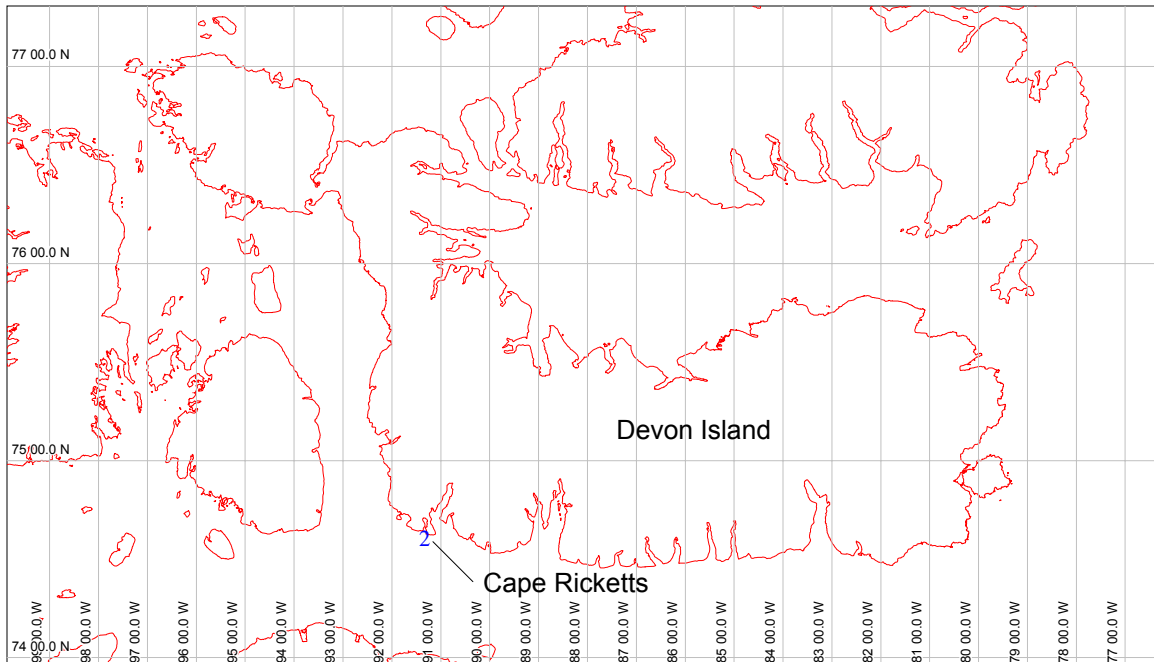 77 00.0 N
76 00.0 N
Devon Island
75 00.0 N
2
Cape Ricketts
74 00.0 N
99 00.0 W
98 00.0 W
97 00.0 W
96 00.0 W
95 00.0 W
94 00.0 W
93 00.0 W
92 00.0 W
91 00.0 W
90 00.0 W
89 00.0 W
88 00.0 W
87 00.0 W
86 00.0 W
85 00.0 W
84 00.0 W
83 00.0 W
82 00.0 W
81 00.0 W
80 00.0 W
79 00.0 W
78 00.0 W
77 00.0 W